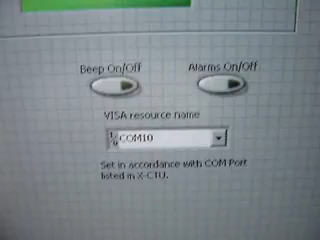 Beep On/Off Alarms On/Off
VISA resource name
I/O COM10
Set in accordance with COM Port
listed in X-CTU.